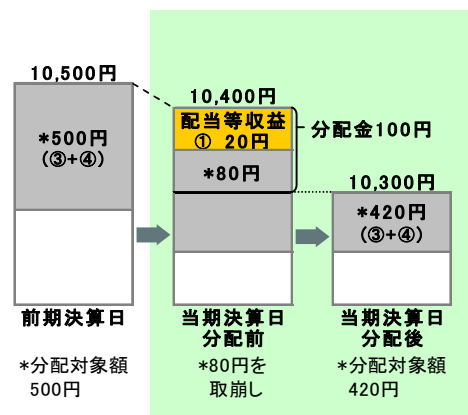 10,500円
*500円
(③+④)
前期決算日
*分配対象額
500円
10,400円
配当等収益
① 20円
*80円
分配金100円
当期決算日
分配前
*80円を
取崩し
10,300円
*420円
(③+④)
当期決算日
分配後
*分配対象額
420円